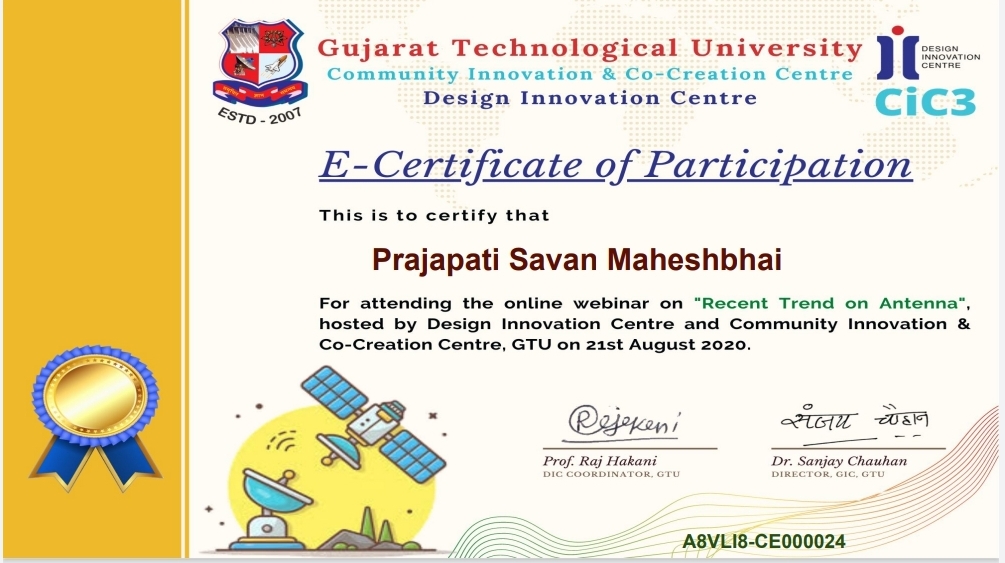 Gujarat Technological University
Community Innovation & Co-Creation Centre
Design Innovation Centre
ESTD - 2007
DESIGN
INNOVATION
CENTRE
CiC3
E-Certificate of Participation
This is to certify that
Prajapati Savan Maheshbhai
For attending the online webinar on "Recent Trend on Antenna",
hosted by Design Innovation Centre and Community Innovation &
Co-Creation Centre, GTU on 21st August 2020.
संजय चौहान
Prof. Raj Hakani
DIC COORDINATOR, GTU
Dr. Sanjay Chauhan
DIRECTOR, GIC, GTU
A8VLI8-CE000024